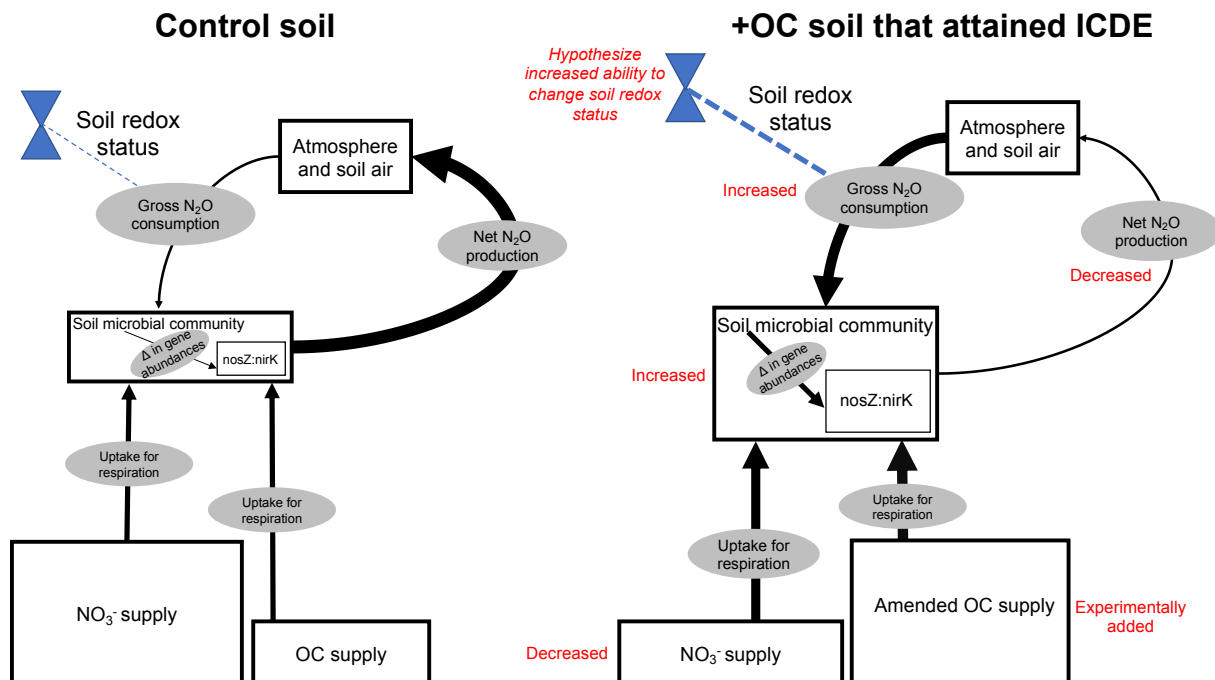 Control soil
Soil redox
status
Atmosphere
and soil air
Gross N₂O
consumption
Net N₂O
production
Soil microbial community
Δ in gene
abundances
nosZ:nirK
Uptake for
respiration
Uptake for
respiration
NO₃⁻ supply
OC supply
+OC soil that attained ICDE
Hypothesize
increased ability to
change soil redox
status
Soil redox
status
Atmosphere
and soil air
Increased
Gross N₂O
consumption
Net N₂O
production
Decreased
Soil microbial community
Increased
Δ in gene
abundances
nosZ:nirK
Uptake for
respiration
Uptake for
respiration
Amended OC supply
Experimentally
added
Decreased
NO₃⁻ supply